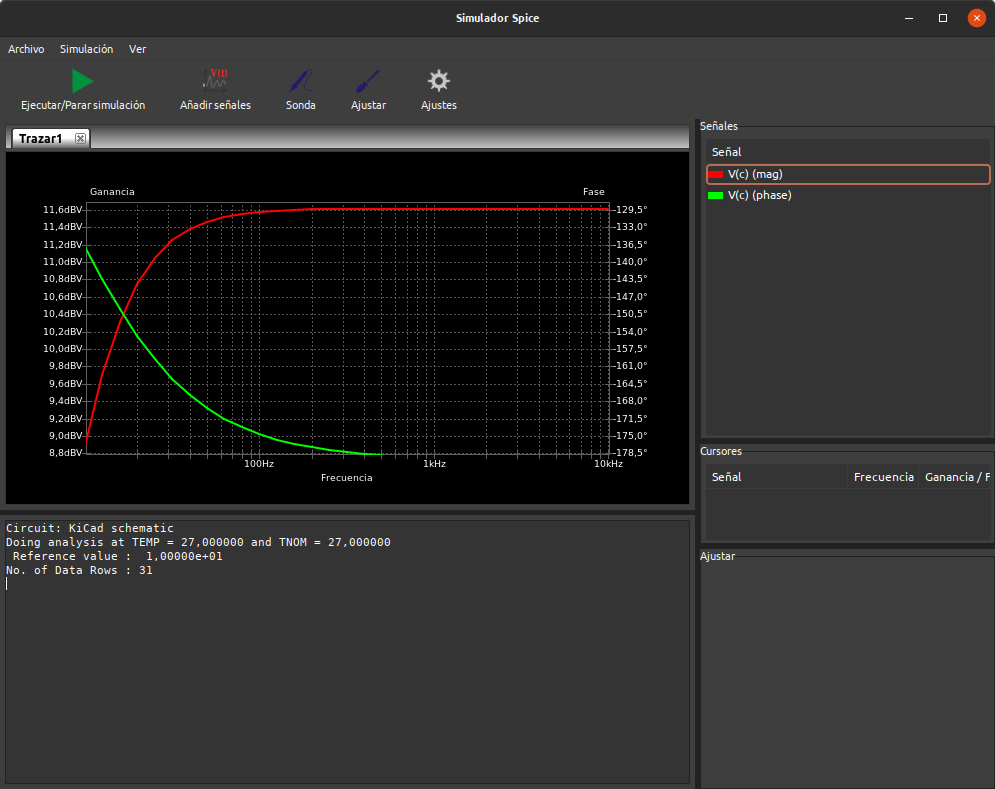 Simulador Spice
Archivo Simulación Ver
Ejecutar/Parar simulación Añadir señales Sonda Ajustar Ajustes
V(t)
Trazar1
Ganancia Fase
11,6dBV -129,5°
11,4dBV -133,0°
11,2dBV -136,5°
11,0dBV -140,0°
10,8dBV -143,5°
10,6dBV -147,0°
10,4dBV -150,5°
10,2dBV -154,0°
10,0dBV -157,5°
9,8dBV -161,0°
9,6dBV -164,5°
9,4dBV -168,0°
9,2dBV -171,5°
9,0dBV -175,0°
8,8dBV -178,5°
100Hz 1kHz 10kHz
Frecuencia
Señales
Señal
V(c) (mag)
V(c) (phase)
Cursores
Señal Frecuencia Ganancia / F
Ajustar
Circuit: KiCad schematic
Doing analysis at TEMP = 27,000000 and TNOM = 27,000000
Reference value : 1,00000e+01
No. of Data Rows : 31